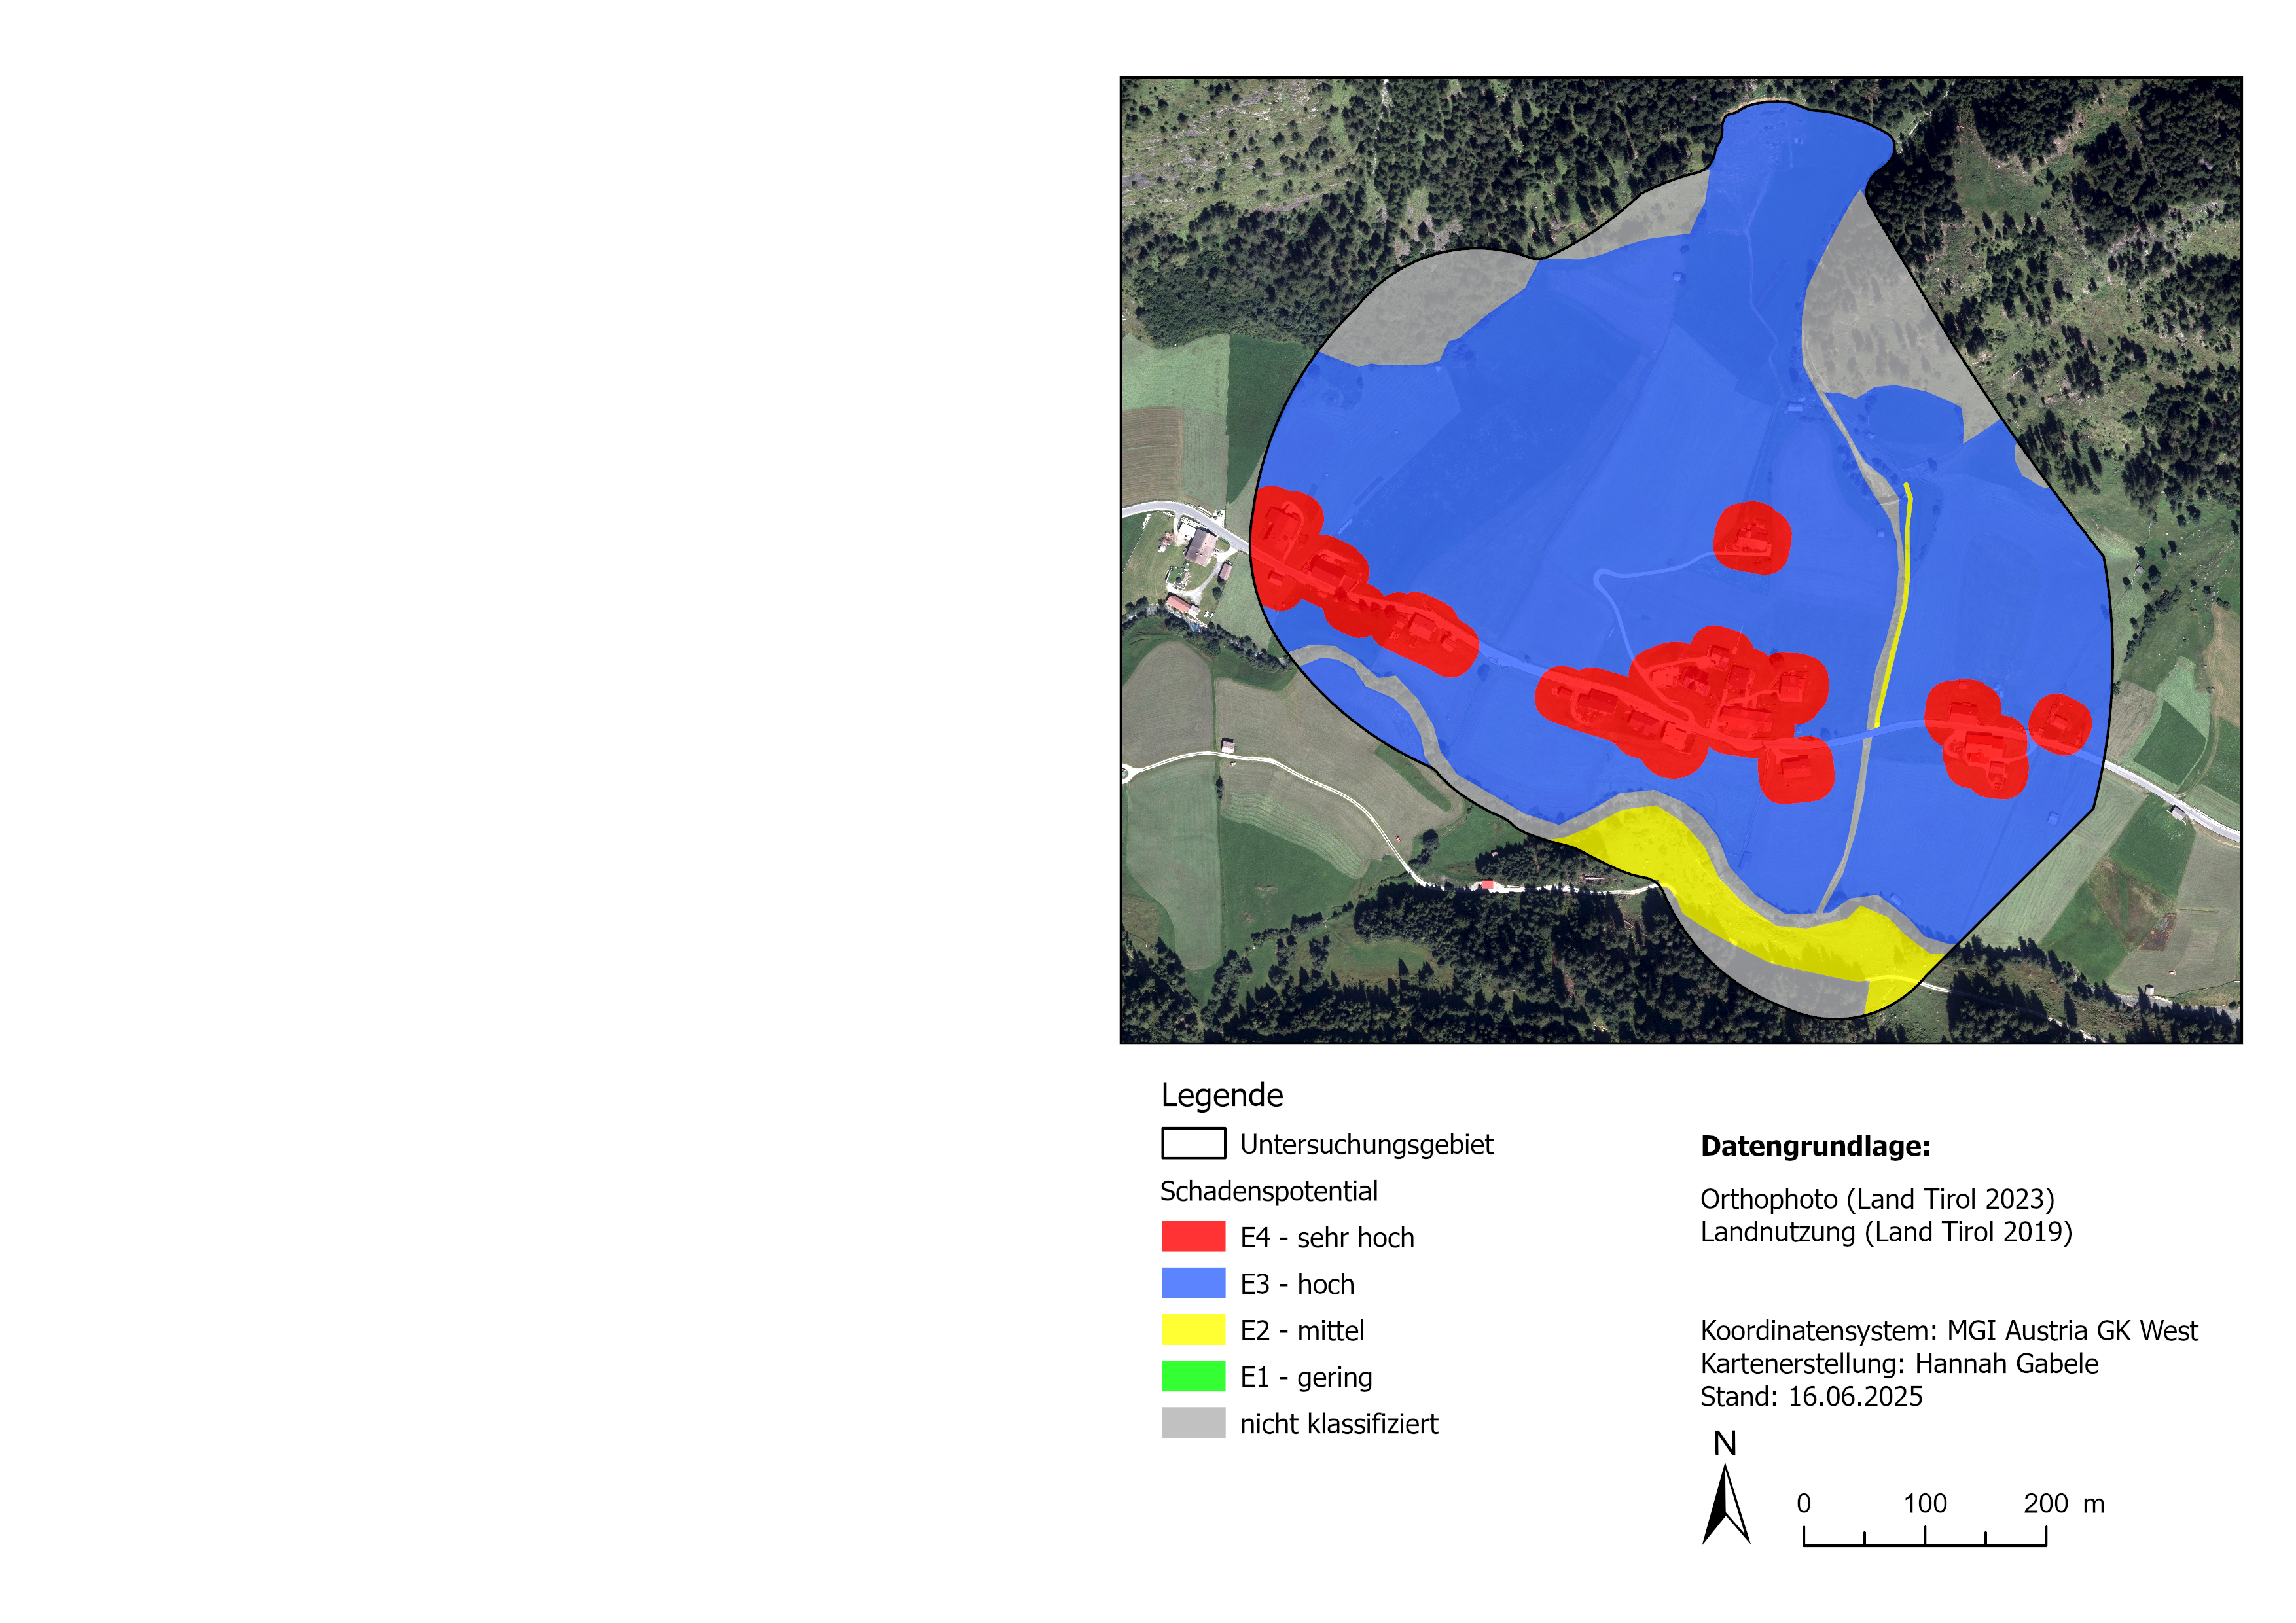 Legende
Untersuchungsgebiet
Schadenspotential
E4 - sehr hoch
E3 - hoch
E2 - mittel
E1 - gering
nicht klassifiziert
Datengrundlage:
Orthophoto (Land Tirol 2023)
Landnutzung (Land Tirol 2019)
Koordinatensystem: MGI Austria GK West
Kartenerstellung: Hannah Gabele
Stand: 16.06.2025
N
0 100 200 m